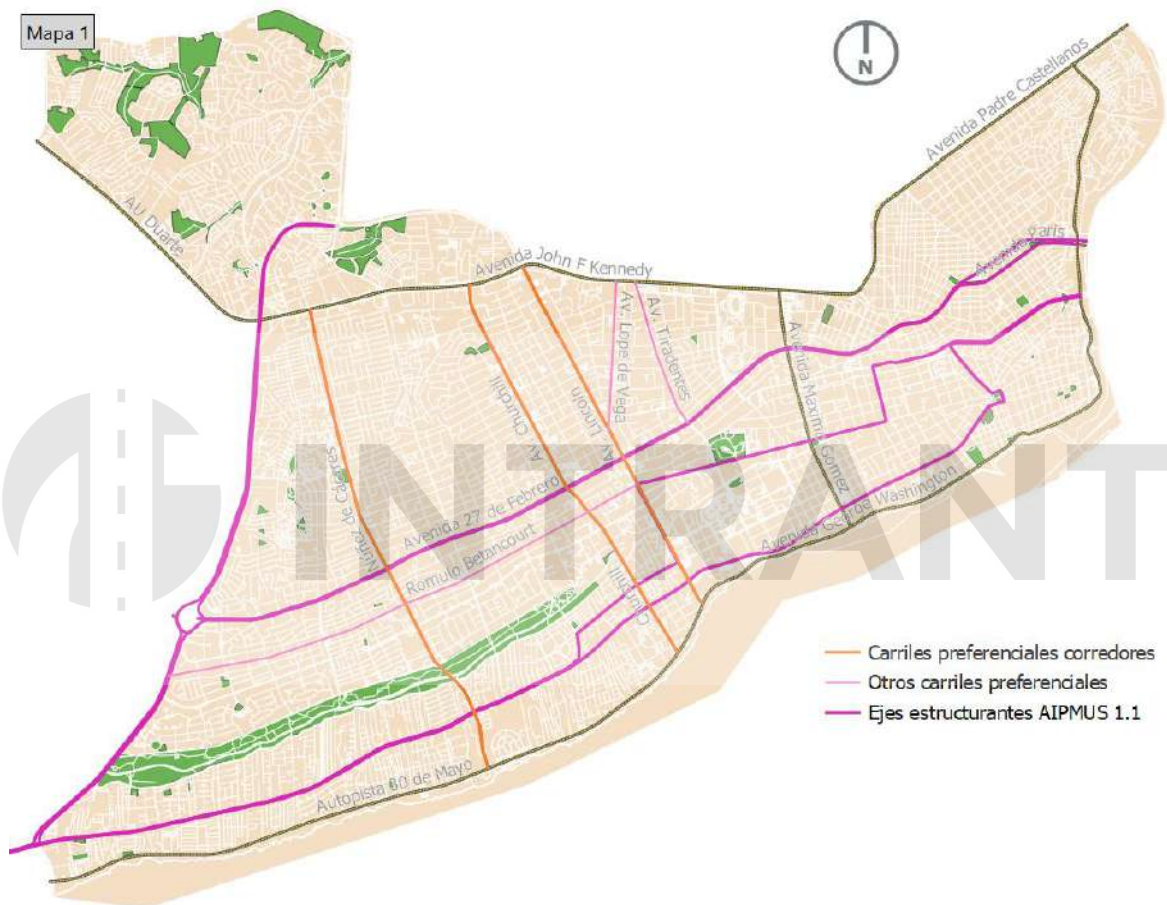 Mapa 1
N
Avenida Padre Castellanos
AU Duarte
Avenida John F Kennedy
Avenida Paris
Av. Lope de Vega
Av. Tiradentes
Avenida Maximo Gomez
Av. Churchill
Av. Lincoln
Nuñez de Cáceres
Avenida 27 de Febrero
Romulo Betancourt
Churchill
Avenida George Washington
INTRANT
Autopista 30 de Mayo
Carriles preferenciales corredores
Otros carriles preferenciales
Ejes estructurantes AIPMUS 1.1